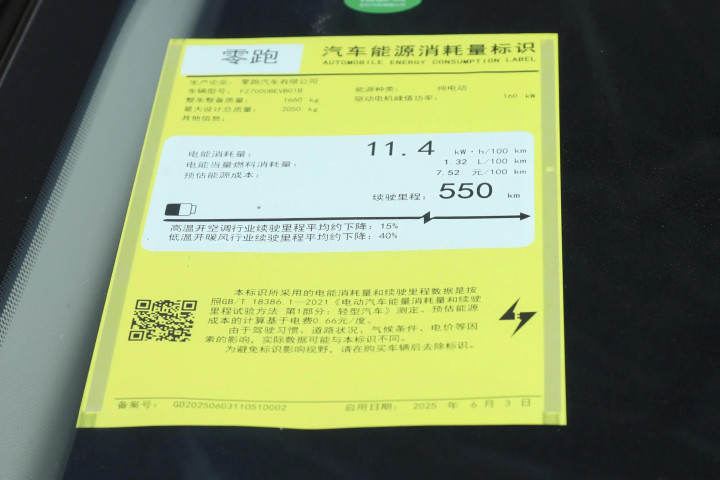 零跑
汽车能源消耗量标识
AUTOMOBILE ENERGY CONSUMPTION LABEL
生产企业： 零跑汽车有限公司
车辆型号： FZ7000BEVB01B
能源种类： 纯电动
整车整备质量： 1660 kg
驱动电机峰值功率： 160 kW
最大设计总质量： 2050 kg
其他信息：
电能消耗量： 11.4 kW·h/100 km
电能当量燃料消耗量： 1.32 L/100 km
预估能源成本： 7.52 元/100 km
续驶里程： 550 km
高温开空调行业续驶里程平均约下降：15%
低温开暖风行业续驶里程平均约下降：40%
本标识所采用的电能消耗量和续驶里程数据是按
照GB/T 18386.1—2021《电动汽车能量消耗量和续驶
里程试验方法 第1部分：轻型汽车》测定。预估能源
成本的计算基于电费0.66元/度。
由于驾驶习惯、道路状况、气候条件、电价等因
素的影响，实际数据可能与本标识不同。
为避免标识影响视野，请在购买车辆后去除标识。
备案号： GD20250603110510002
启用日期： 2025 年 6 月 3 日